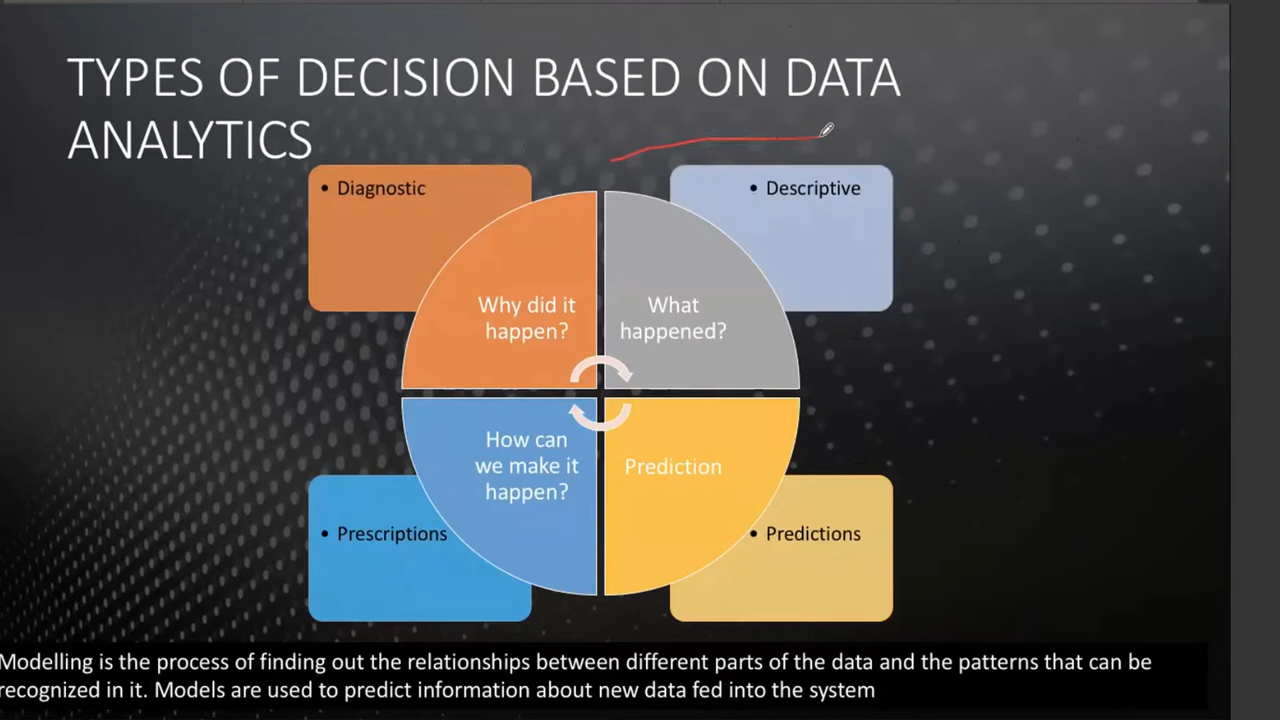 TYPES OF DECISION BASED ON DATA
ANALYTICS
• Diagnostic
• Descriptive
Why did it
happen?
What
happened?
How can
we make it
happen?
Prediction
• Prescriptions
• Predictions
Modelling is the process of finding out the relationships between different parts of the data and the patterns that can be
recognized in it. Models are used to predict information about new data fed into the system